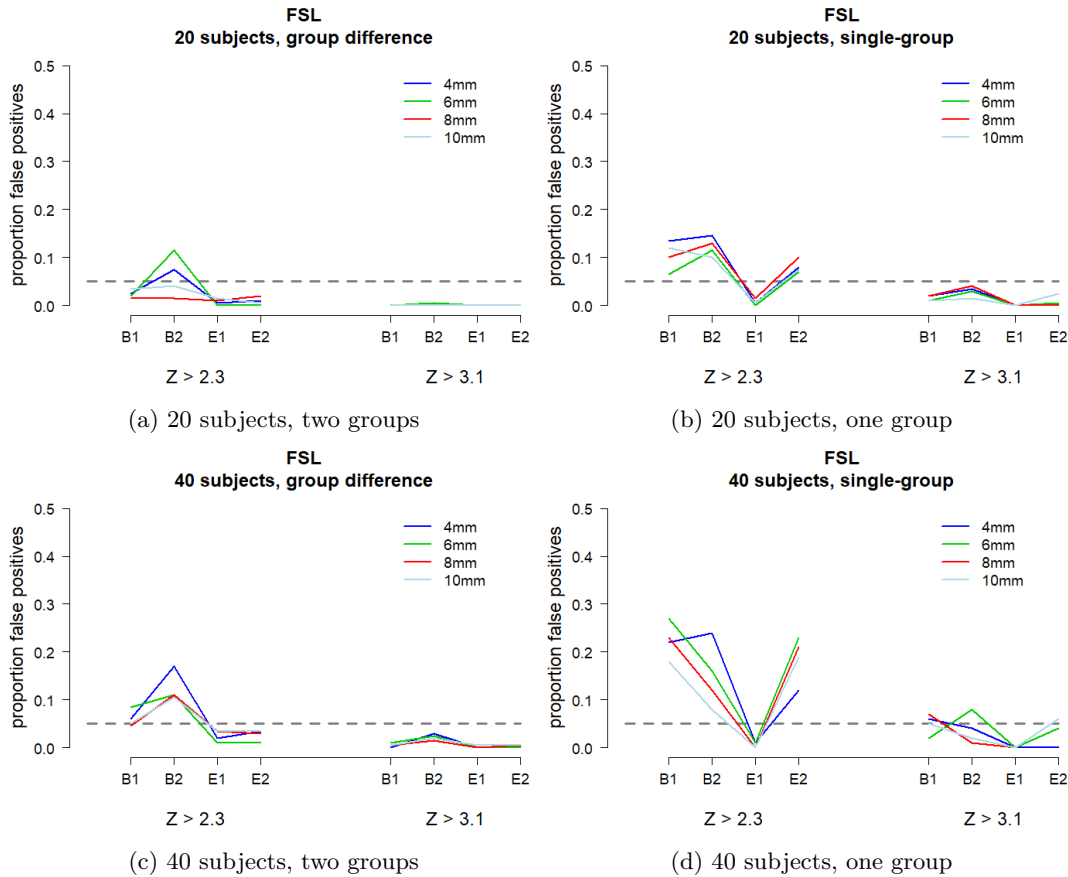 FSL
20 subjects, group difference
proportion false positives
0.5
0.4
0.3
0.2
0.1
0.0
4mm
6mm
8mm
10mm
B1 B2 E1 E2 B1 B2 E1 E2
Z > 2.3 Z > 3.1
(a) 20 subjects, two groups
FSL
20 subjects, single-group
proportion false positives
0.5
0.4
0.3
0.2
0.1
0.0
4mm
6mm
8mm
10mm
B1 B2 E1 E2 B1 B2 E1 E2
Z > 2.3 Z > 3.1
(b) 20 subjects, one group
FSL
40 subjects, group difference
proportion false positives
0.5
0.4
0.3
0.2
0.1
0.0
4mm
6mm
8mm
10mm
B1 B2 E1 E2 B1 B2 E1 E2
Z > 2.3 Z > 3.1
(c) 40 subjects, two groups
FSL
40 subjects, single-group
proportion false positives
0.5
0.4
0.3
0.2
0.1
0.0
4mm
6mm
8mm
10mm
B1 B2 E1 E2 B1 B2 E1 E2
Z > 2.3 Z > 3.1
(d) 40 subjects, one group